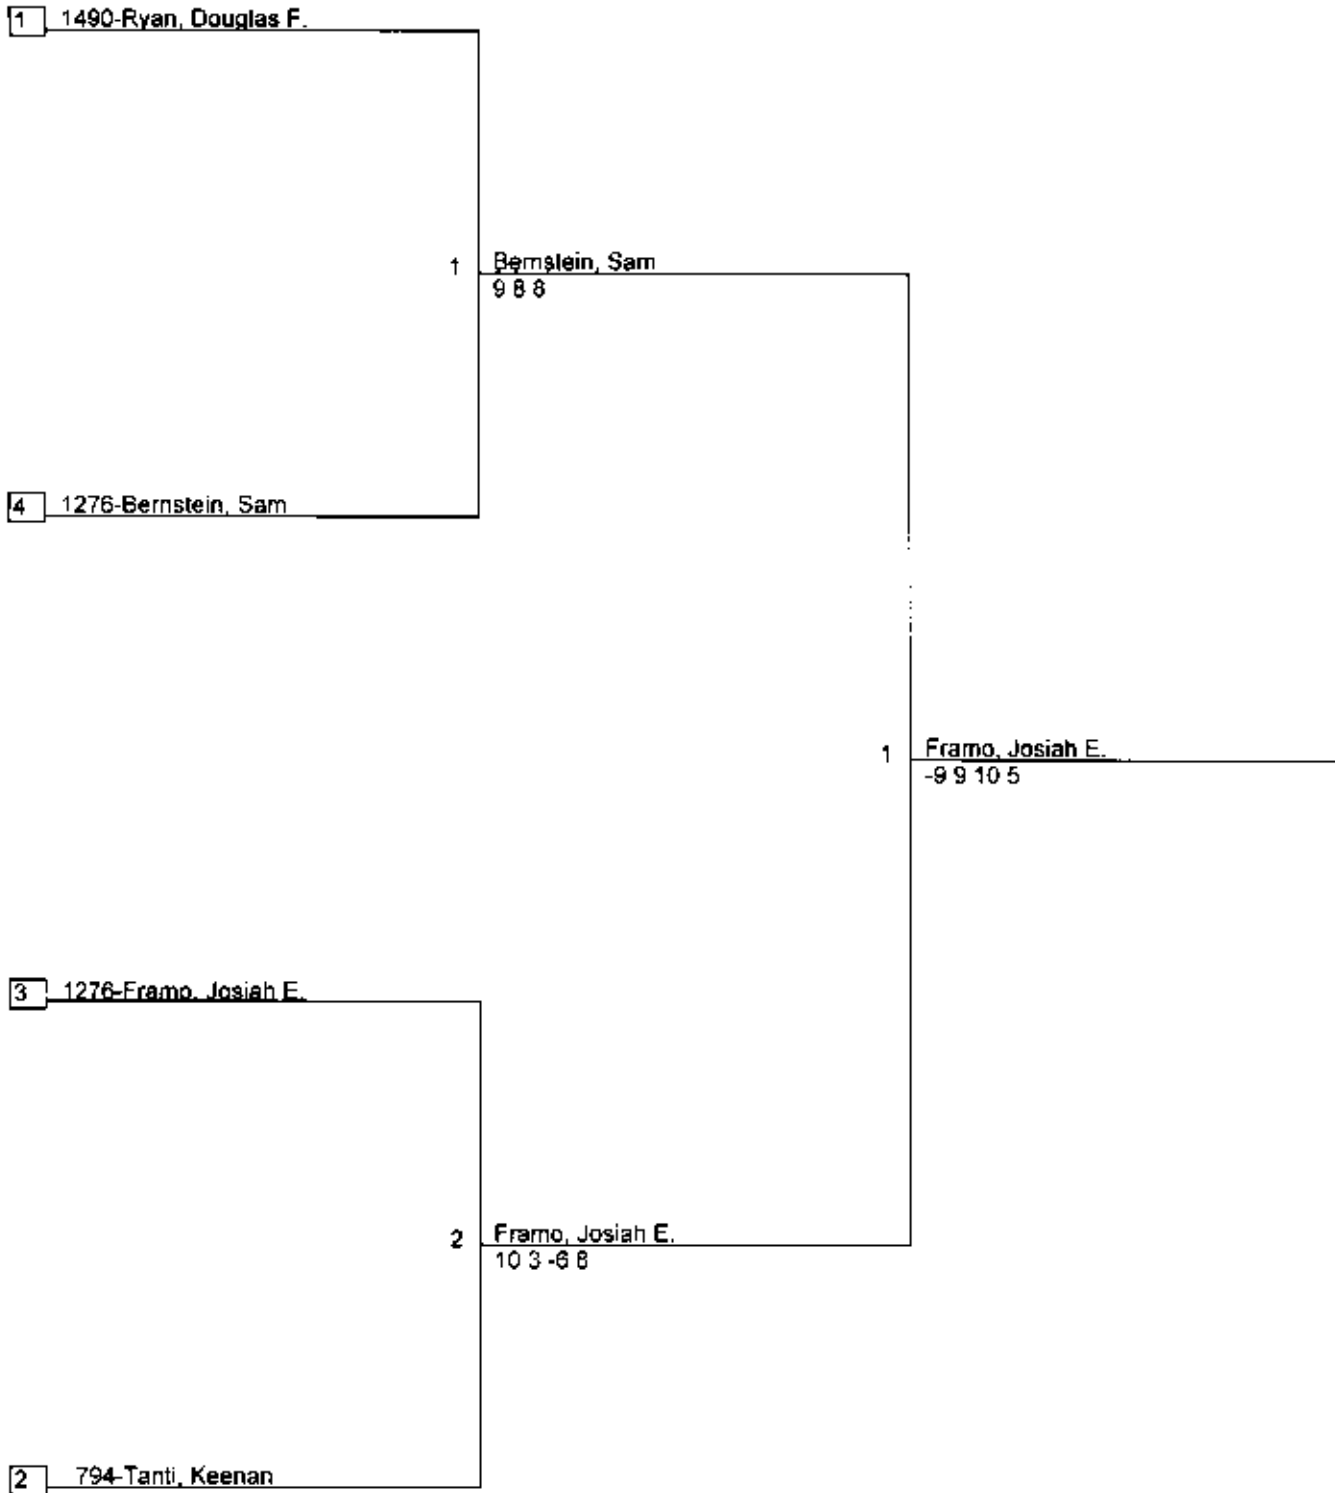 1 1490-Ryan, Douglas F.
1 Bernstein, Sam
9 8 8
4 1276-Bernstein, Sam
1 Framo, Josiah E.
-9 9 10 5
3 1276-Framo, Josiah E.
2 Framo, Josiah E.
10 3 -6 8
2 794-Tanti, Keenan